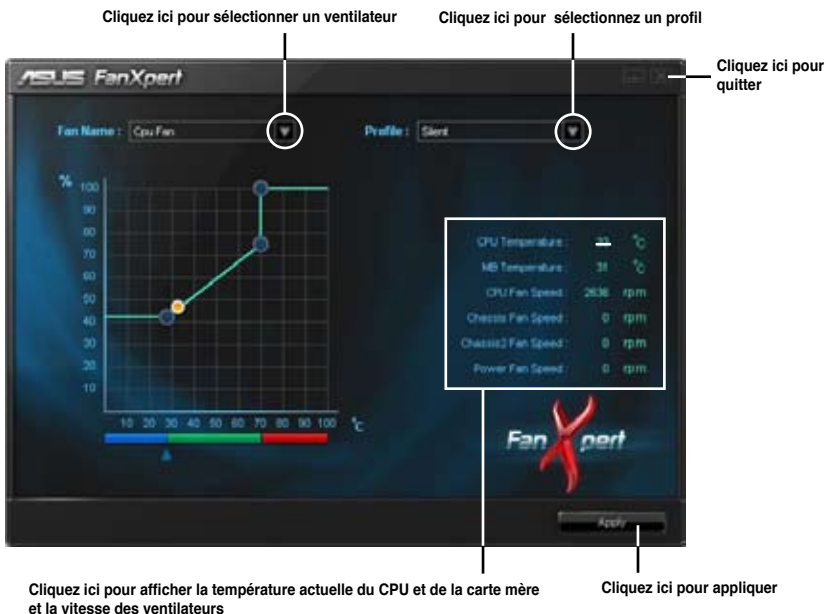 Cliquez ici pour sélectionner un ventilateur
Cliquez ici pour sélectionnez un profil
Cliquez ici pour
quitter
ASUS FanXpert
Fan Name : Cpu Fan
Profile : Silent
%
100
90
80
70
60
50
40
30
20
10
10 20 30 40 50 60 70 80 90 100 °C
CPU Temperature : °C
MB Temperature : 31 °C
CPU Fan Speed : 2636 rpm
Chassis Fan Speed : 0 rpm
Chassis2 Fan Speed : 0 rpm
Power Fan Speed : 0 rpm
Fan Xpert
Apply
Cliquez ici pour afficher la température actuelle du CPU et de la carte mère
et la vitesse des ventilateurs
Cliquez ici pour appliquer